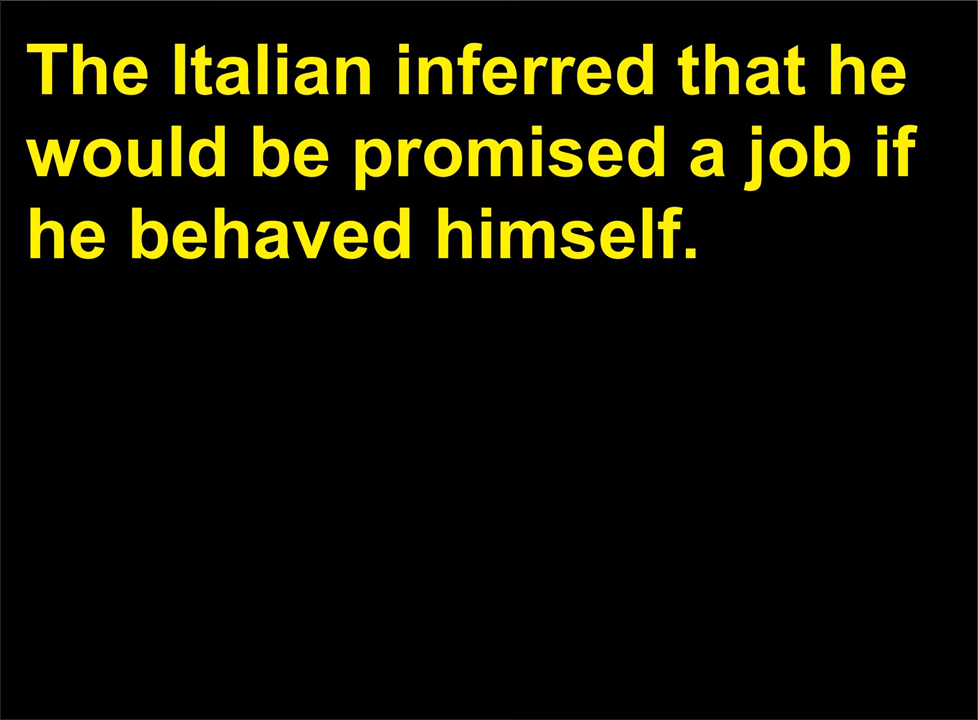 The Italian inferred that he
would be promised a job if
he behaved himself.